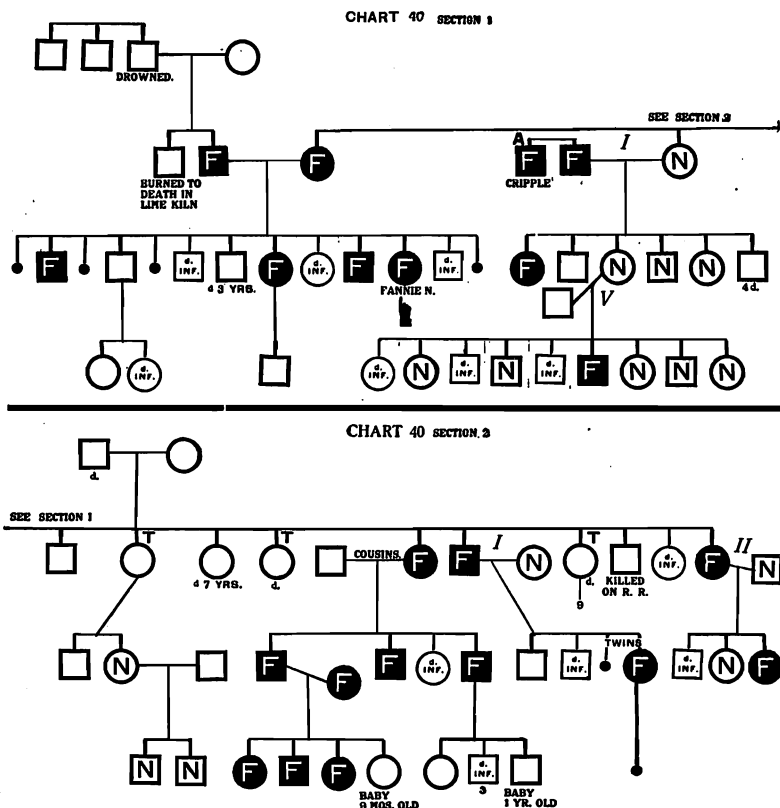 CHART 40 SECTION 1
DROWNED.
SEE SECTION 2
F
F
A
F
F
I
N
BURNED TO
DEATH IN
LIME KILN
CRIPPLE'
F
d. INF.
F
d. INF.
F
F
d. INF.
F
N
N
N
d 3 YRS.
FANNIE N.
4 d.
V
d. INF.
d. INF.
N
d. INF.
N
d. INF.
F
N
N
N
CHART 40 SECTION. 2
d.
SEE SECTION 1
T
T
COUSINS.
F
F
I
N
T
d. INF.
F
II
N
d 7 YRS.
d.
d.
KILLED
ON R. R.
9
TWINS
N
F
F
F
d. INF.
F
d. INF.
F
d. INF.
N
F
N
N
F
F
F
d. INF.
BABY
9 MOS. OLD
3
BABY
1 YR. OLD